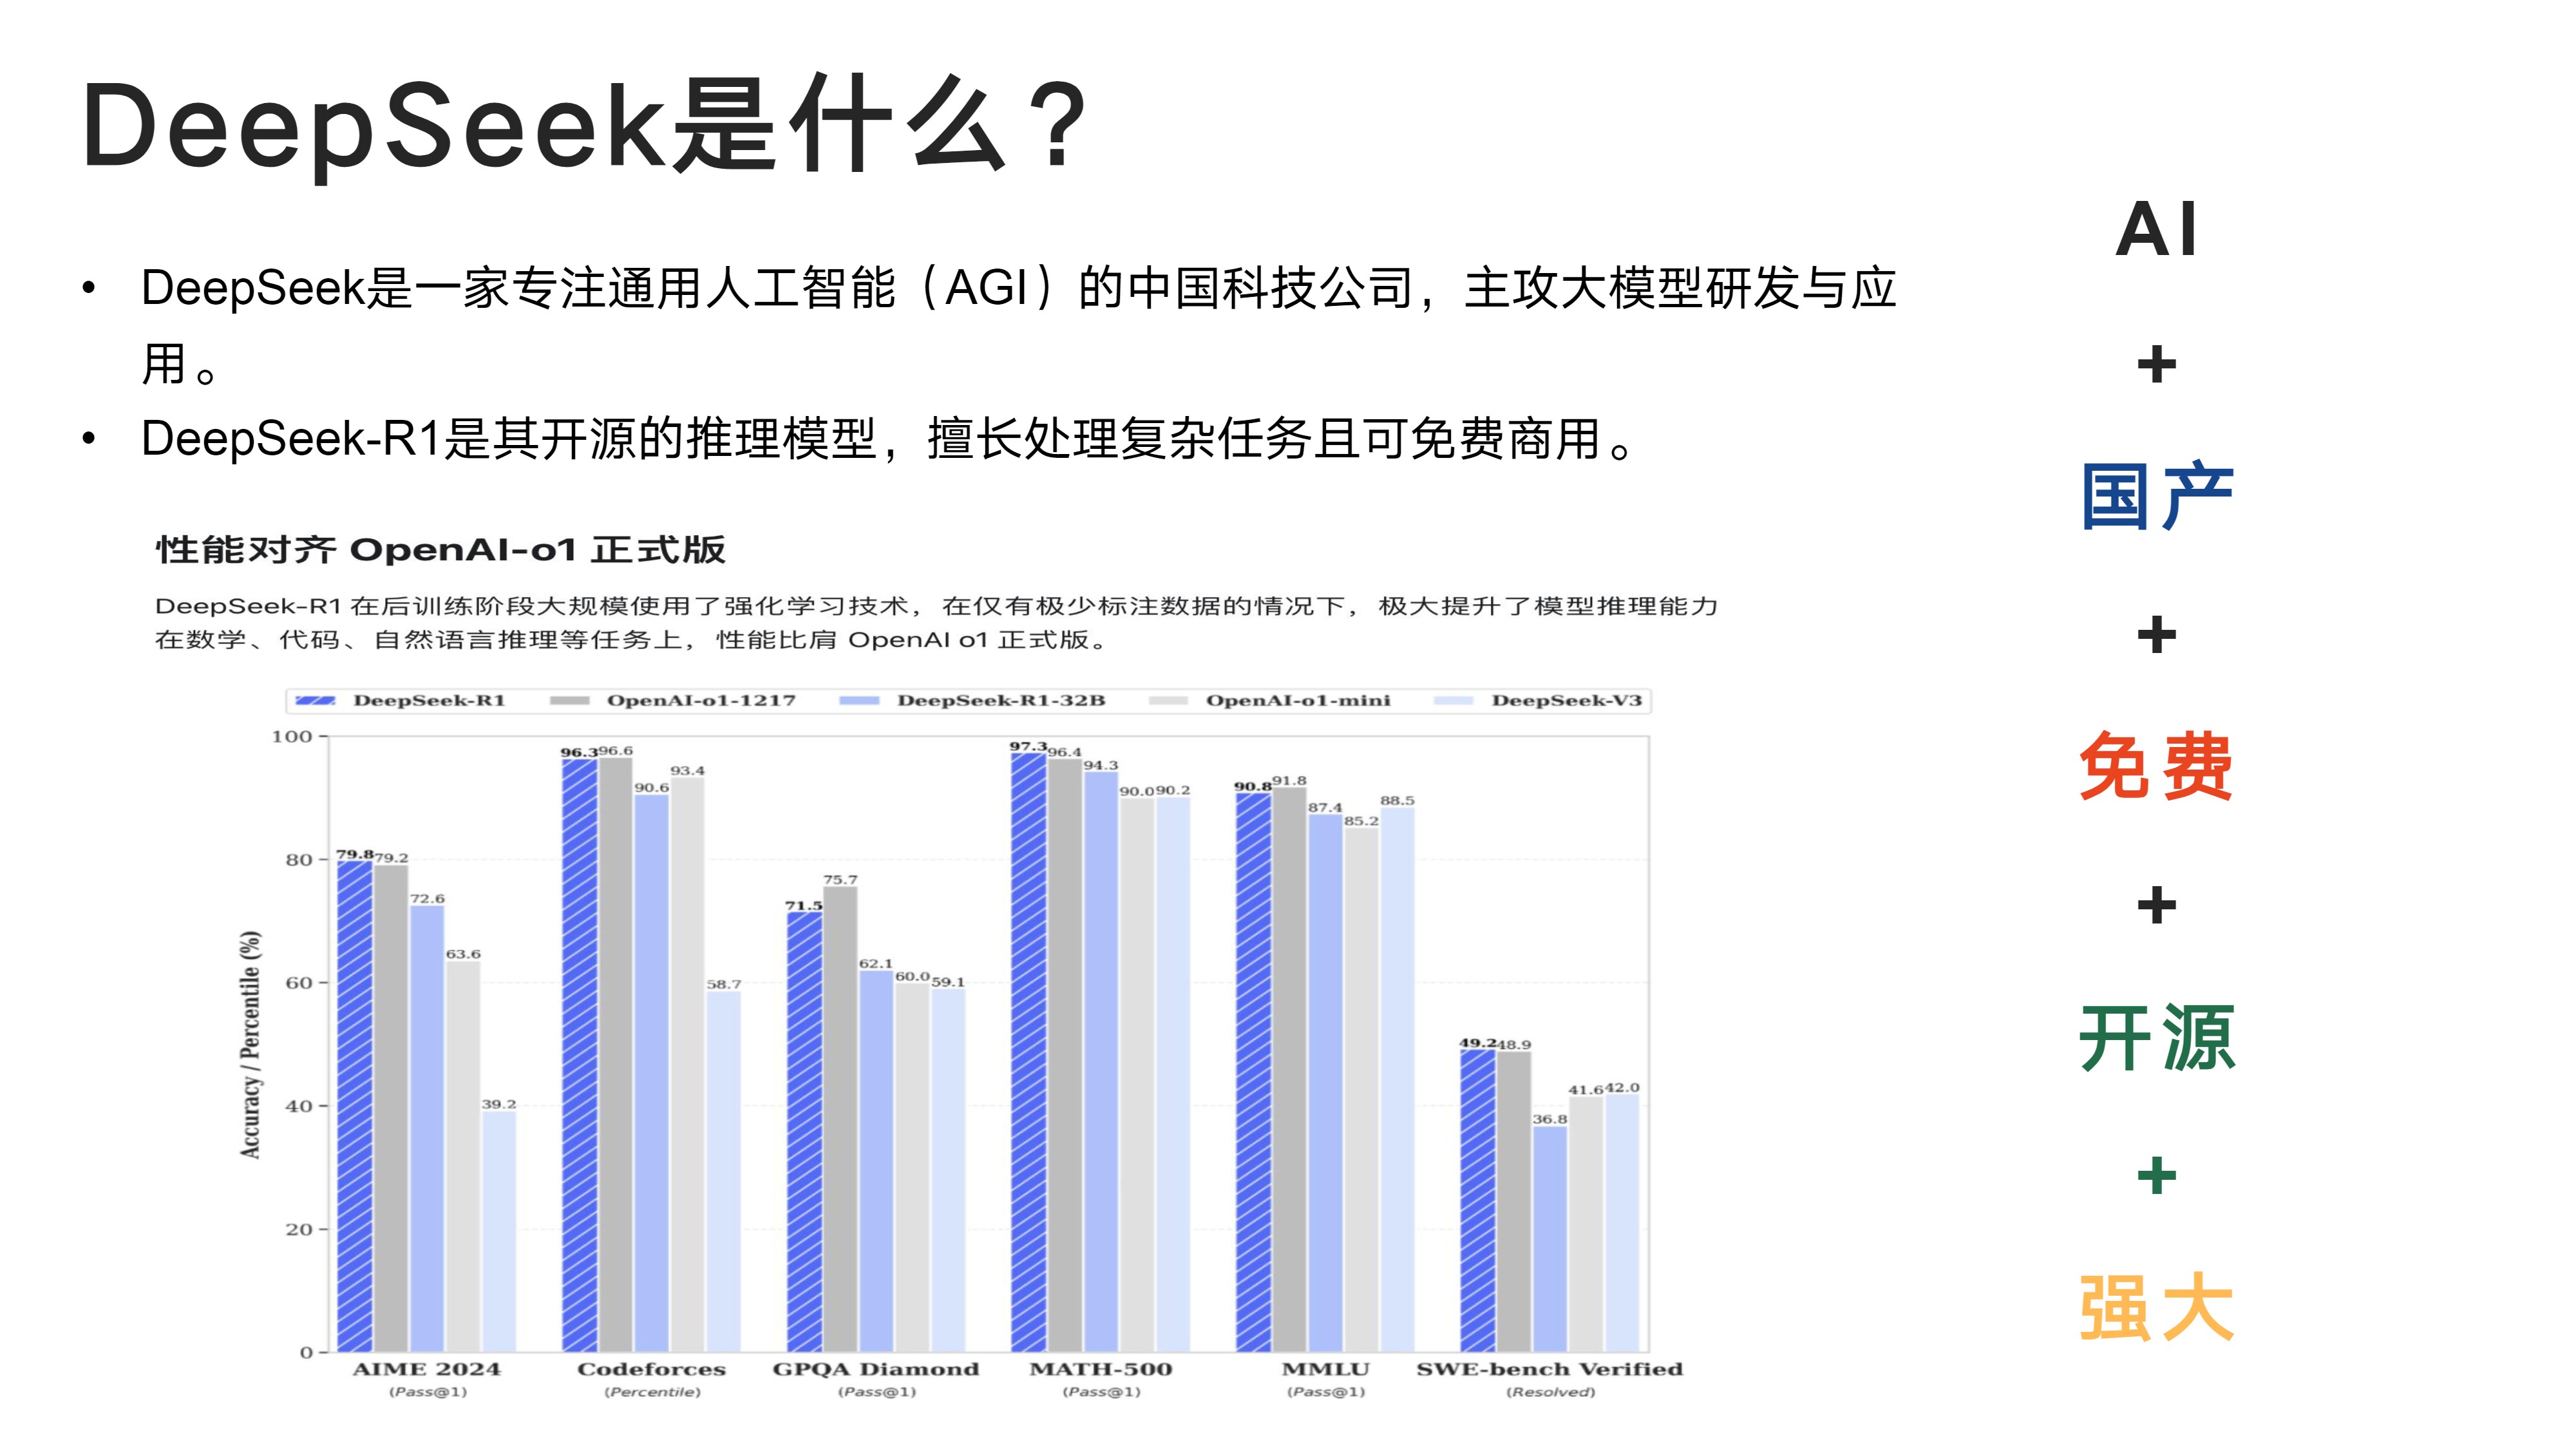 DeepSeek是什么？
• DeepSeek是一家专注通用人工智能（AGI）的中国科技公司，主攻大模型研发与应
用。
• DeepSeek-R1是其开源的推理模型，擅长处理复杂任务且可免费商用。
性能对齐 OpenAI-o1 正式版
DeepSeek-R1 在后训练阶段大规模使用了强化学习技术，在仅有极少标注数据的情况下，极大提升了模型推理能力
在数学、代码、自然语言推理等任务上，性能比肩 OpenAI o1 正式版。
DeepSeek-R1 OpenAI-o1-1217 DeepSeek-R1-32B OpenAI-o1-mini DeepSeek-V3
Accuracy / Percentile (%)
100
80
60
40
20
0
79.8 79.2 72.6 63.6 39.2
96.3 96.6 90.6 93.4 58.7
71.5 75.7 62.1 60.0 59.1
97.3 96.4 94.3 90.0 90.2
90.8 91.8 87.4 85.2 88.5
49.2 48.9 36.8 41.6 42.0
AIME 2024 Codeforces GPQA Diamond MATH-500 MMLU SWE-bench Verified
(Pass@1) (Percentile) (Pass@1) (Pass@1) (Pass@1) (Resolved)
AI
+
国产
+
免费
+
开源
+
强大